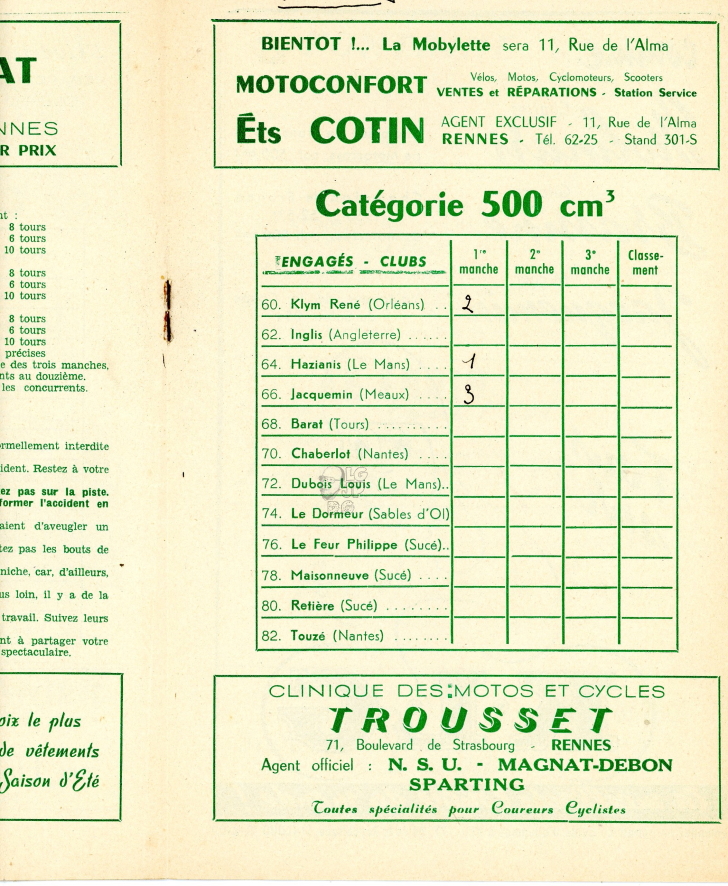 AT
NNES
R PRIX
nt :
8 tours
6 tours
10 tours
8 tours
6 tours
10 tours
8 tours
6 tours
10 tours
précises
e des trois manches,
nts au douzième.
les concurrents.
ormellement interdite
ident. Restez à votre
ez pas sur la piste.
former l'accident en
aient d'aveugler un
tez pas les bouts de
niche, car, d'ailleurs,
us loin, il y a de la
travail. Suivez leurs
nt à partager votre
spectaculaire.
oix le plus
de vêtements
Saison d'Eté
BIENTOT !... La Mobylette sera 11, Rue de l'Alma
MOTOCONFORT
Vélos, Motos, Cyclomoteurs, Scooters
VENTES et RÉPARATIONS - Station Service
Éts COTIN
AGENT EXCLUSIF - 11, Rue de l'Alma
RENNES - Tél. 62-25 - Stand 301-S
Catégorie 500 cm³
ENGAGÉS - CLUBS 1re manche 2e manche 3e manche Classe-ment
60. Klym René (Orléans) . . 2
62. Inglis (Angleterre) ......
64. Hazianis (Le Mans) ..... 1
66. Jacquemin (Meaux) .... 3
68. Barat (Tours) ..........
70. Chaberlot (Nantes) ....
72. Dubois Louis (Le Mans)..
74. Le Dormeur (Sables d'Ol)
76. Le Feur Philippe (Sucé)..
78. Maisonneuve (Sucé) ....
80. Retière (Sucé) ........
82. Touzé (Nantes) ........
CLINIQUE DES MOTOS ET CYCLES
TROUSSET
71, Boulevard de Strasbourg - RENNES
Agent officiel : N. S. U. - MAGNAT-DEBON
SPARTING
Toutes spécialités pour Coureurs Cyclistes